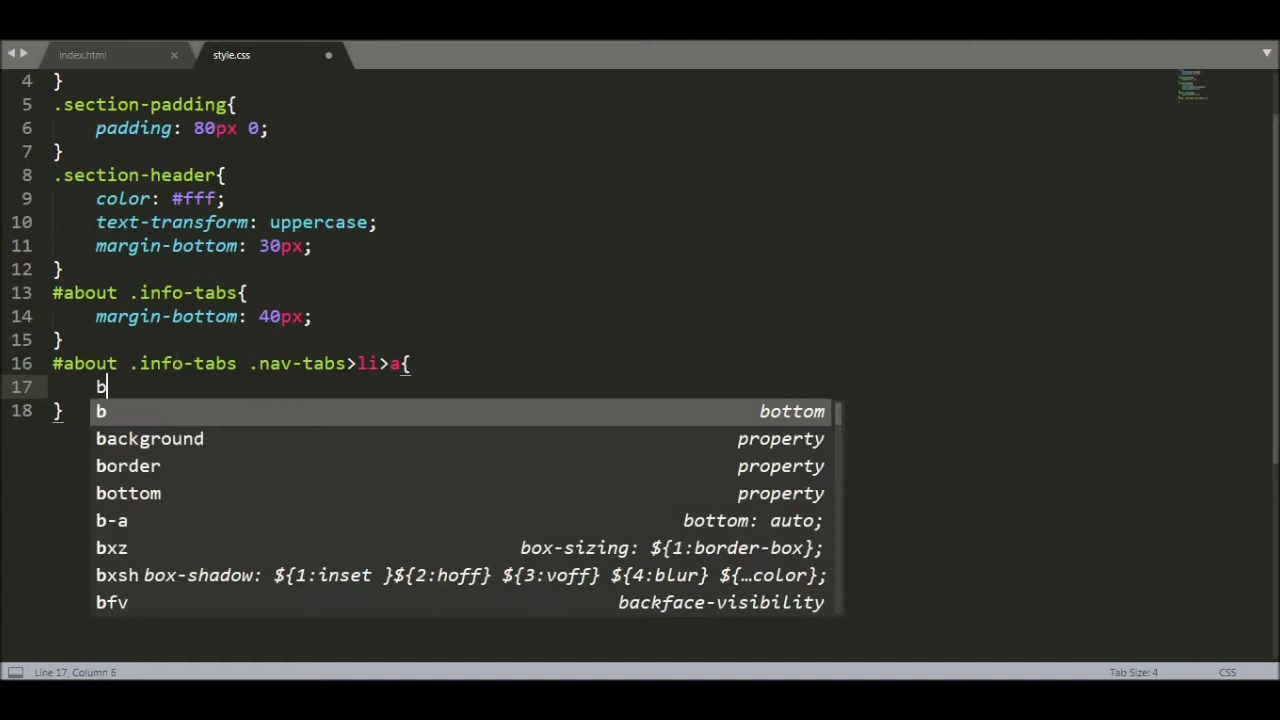 index.html × style.css
4 }
5 .section-padding{
6 padding: 80px 0;
7 }
8 .section-header{
9 color: #fff;
10 text-transform: uppercase;
11 margin-bottom: 30px;
12 }
13 #about .info-tabs{
14 margin-bottom: 40px;
15 }
16 #about .info-tabs .nav-tabs>li>a{
17 b
18 }
b bottom
background property
border property
bottom property
b-a bottom: auto;
bxz box-sizing: ${1:border-box};
bxsh box-shadow: ${1:inset }${2:hoff} ${3:voff} ${4:blur} ${…color};
bfv backface-visibility
Line 17, Column 6 Tab Size: 4 CSS